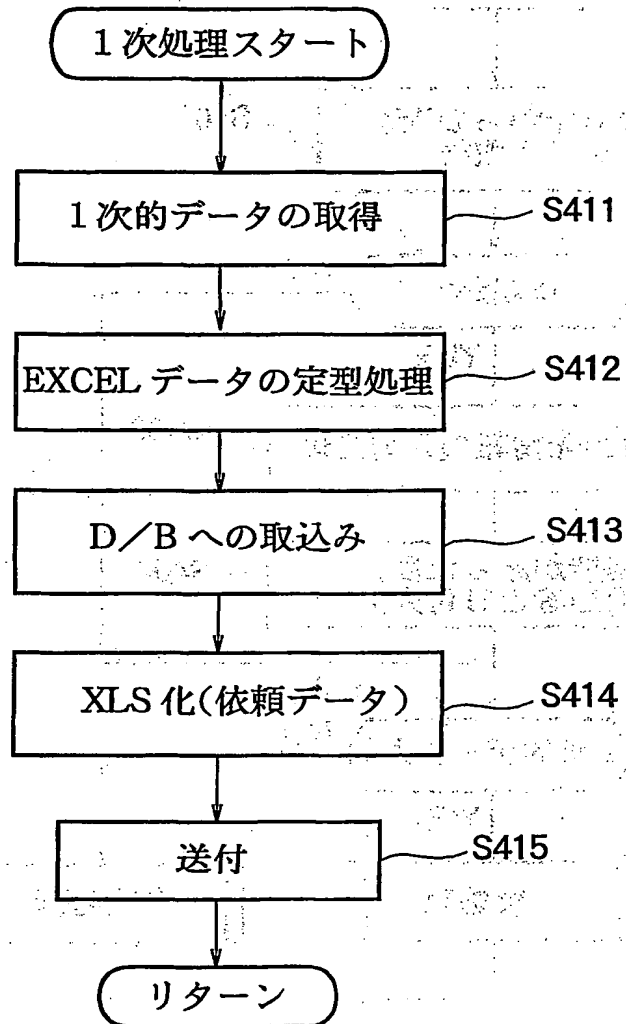 1次処理スタート
1次的データの取得
S411
EXCEL データの定型処理
S412
D／B への取込み
S413
XLS 化(依頼データ)
S414
送付
S415
リターン